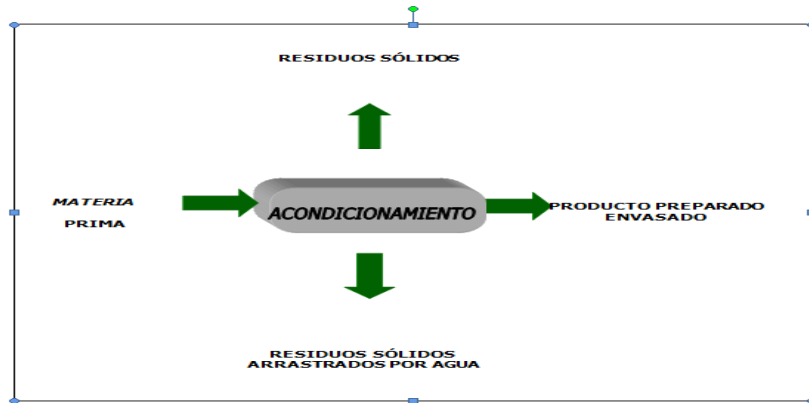 RESIDUOS SÓLIDOS
MATERIA
PRIMA
ACONDICIONAMIENTO
PRODUCTO PREPARADO
ENVASADO
RESIDUOS SÓLIDOS
ARRASTRADOS POR AGUA